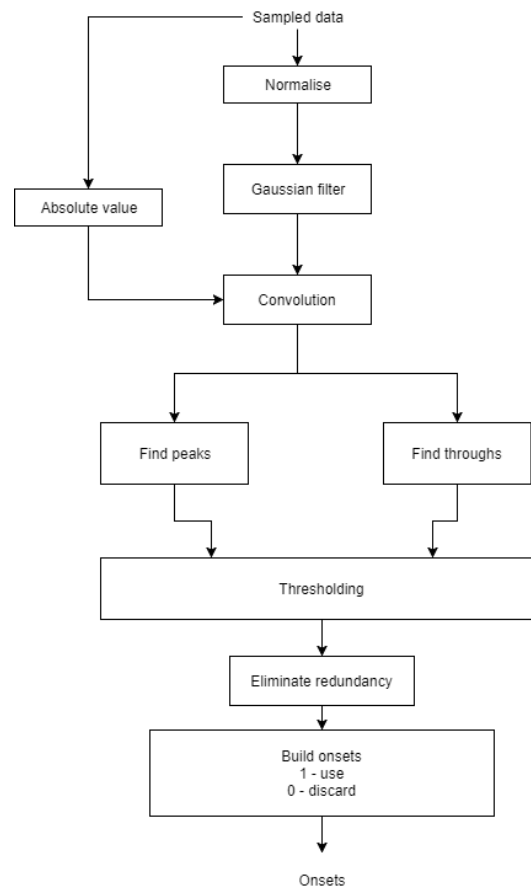 Sampled data
Normalise
Gaussian filter
Absolute value
Convolution
Find peaks
Find throughs
Thresholding
Eliminate redundancy
Build onsets
1 - use
0 - discard
Onsets